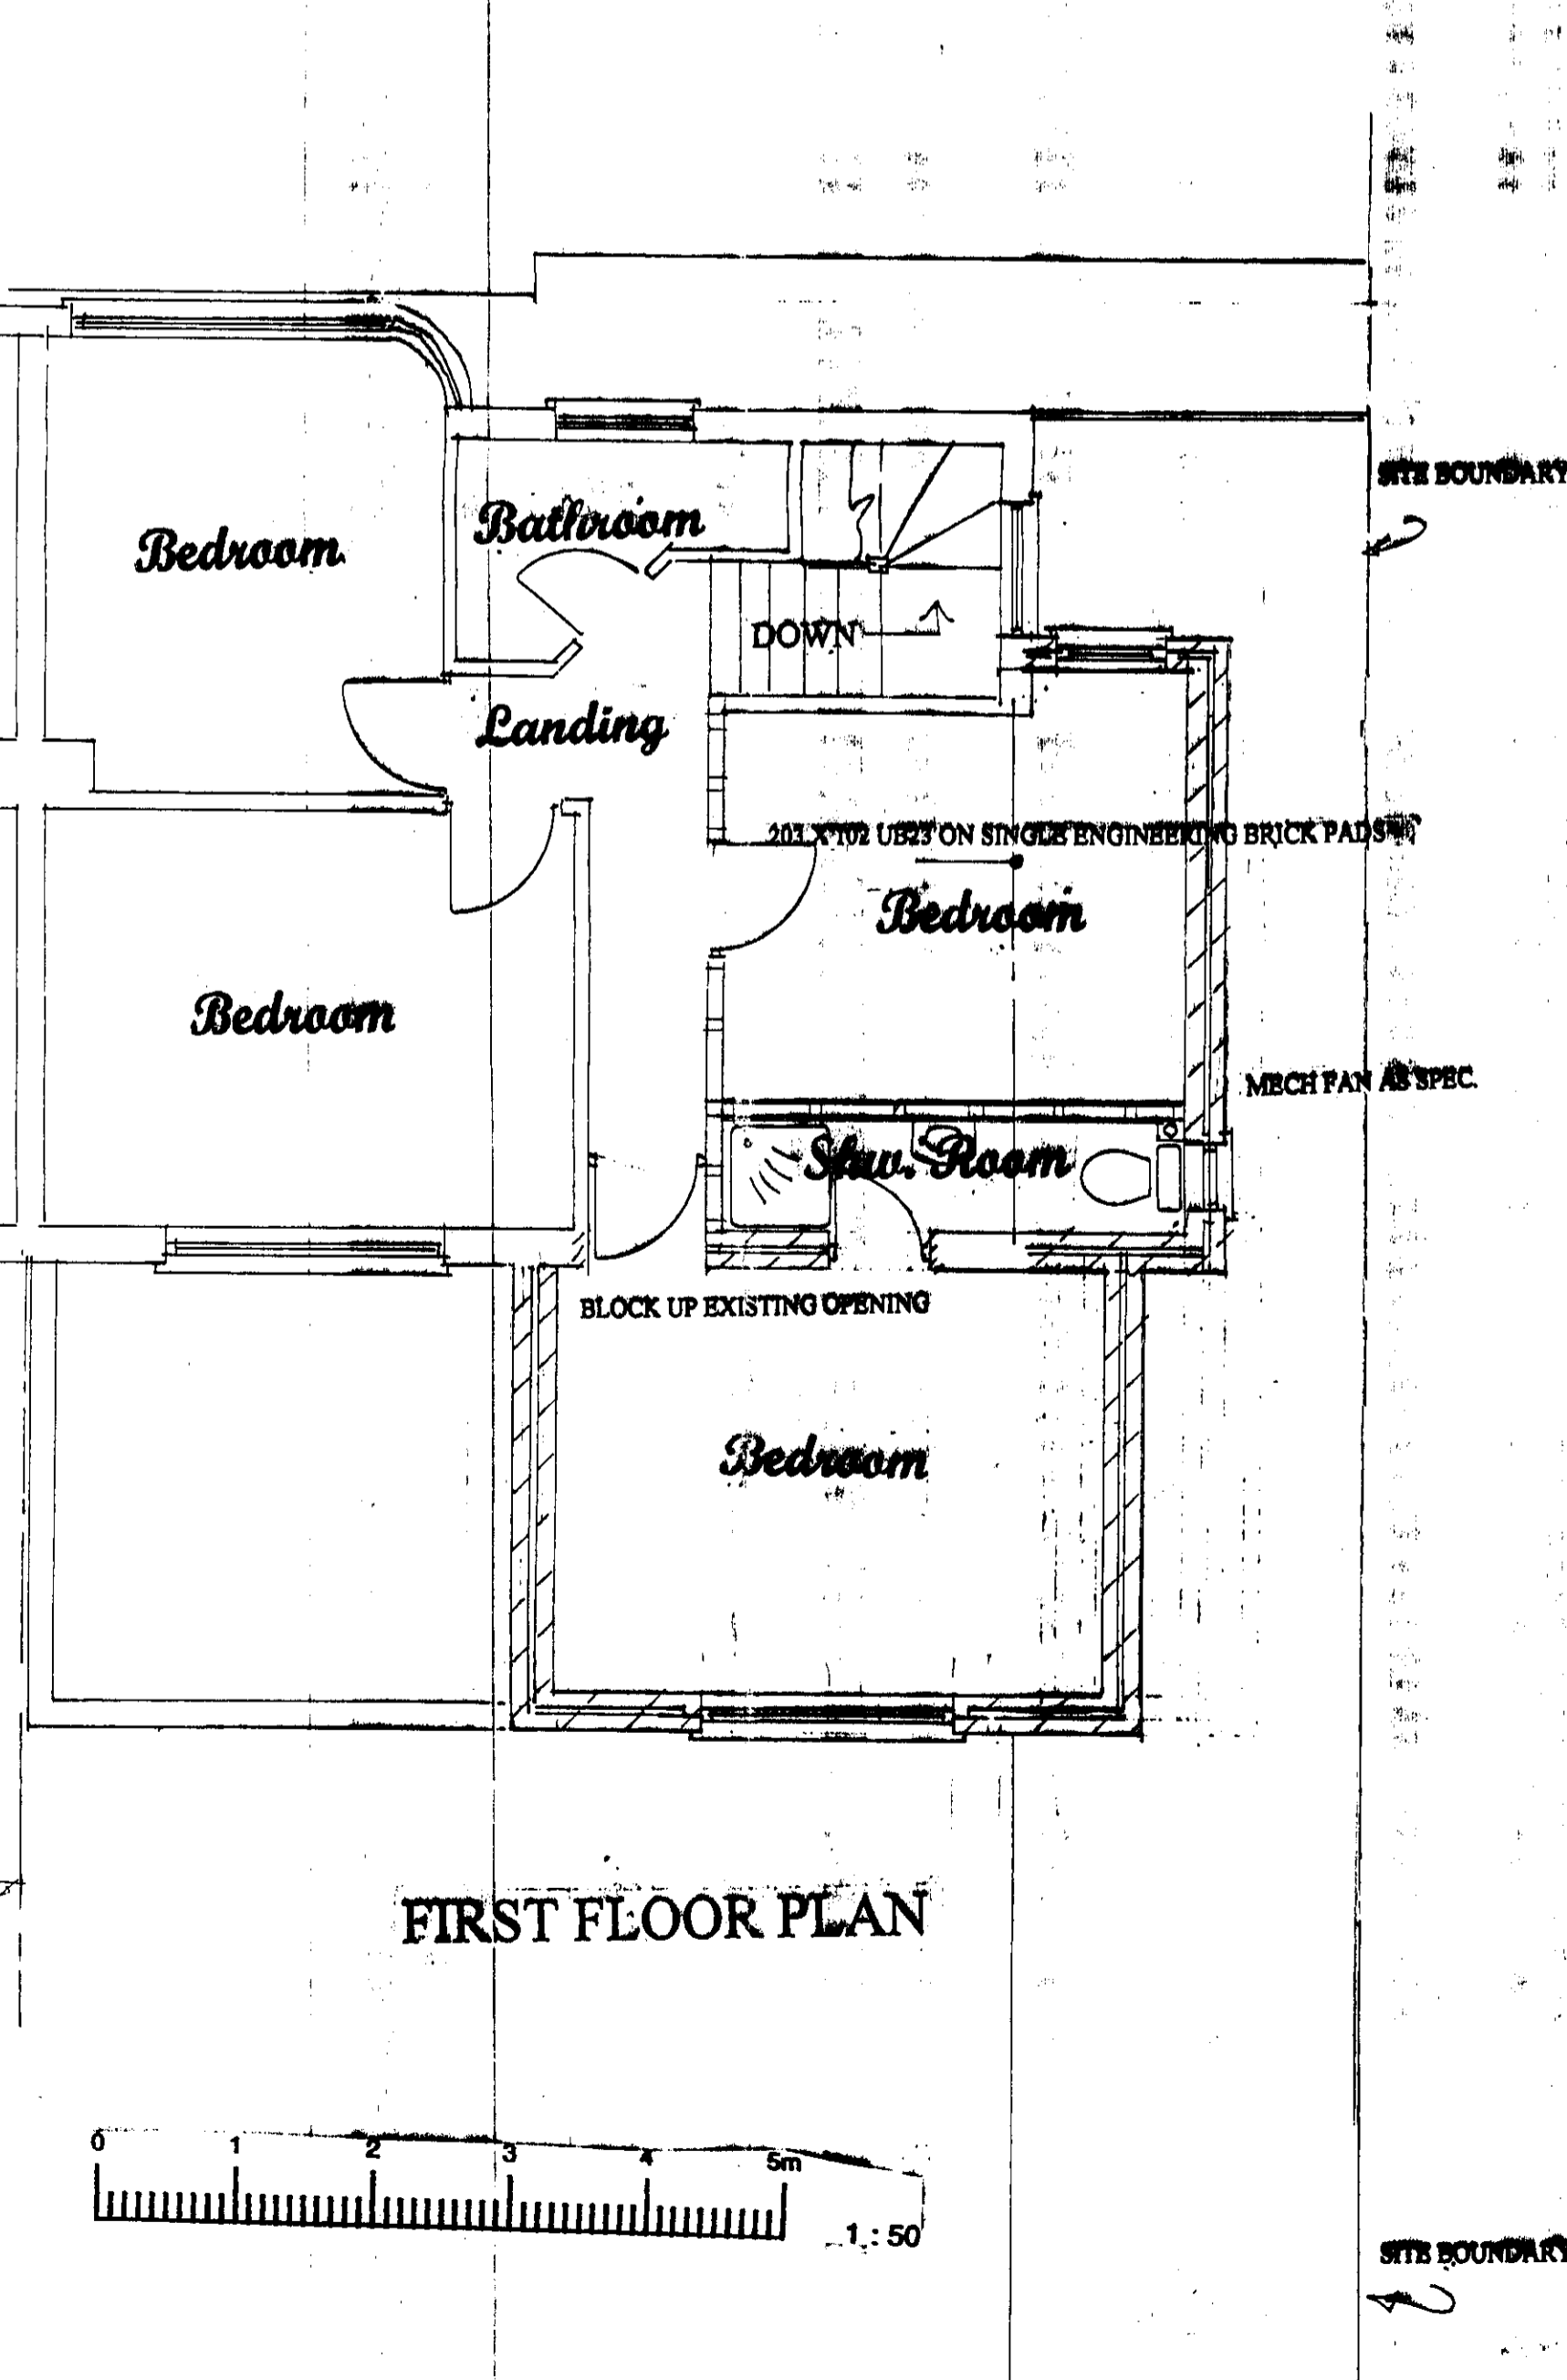 SITE BOUNDARY
Bathroom
Bedroom
DOWN
Landing
203 X 102 UB23 ON SINGLE ENGINEERING BRICK PADS
Bedroom
Bedroom
MECH FAN AS SPEC.
Shw. Room
BLOCK UP EXISTING OPENING
Bedroom
FIRST FLOOR PLAN
0 1 2 3 4 5m
1 : 50
SITE BOUNDARY